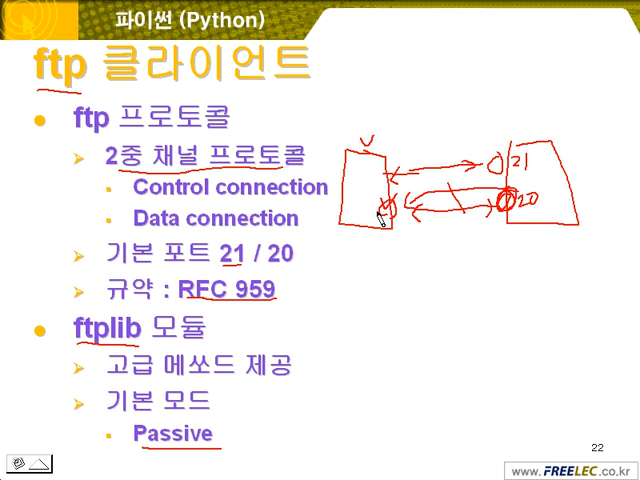 파이썬 (Python)
ftp 클라이언트
ftp 프로토콜
2중 채널 프로토콜
Control connection
Data connection
기본 포트 21 / 20
규약 : RFC 959
ftplib 모듈
고급 메쏘드 제공
기본 모드
Passive
21
20
22
www.FREELEC.co.kr